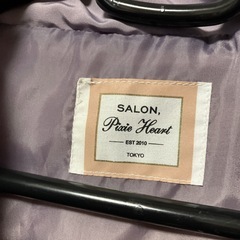 SALON,
Pixie Heart
EST 2010
TOKYO